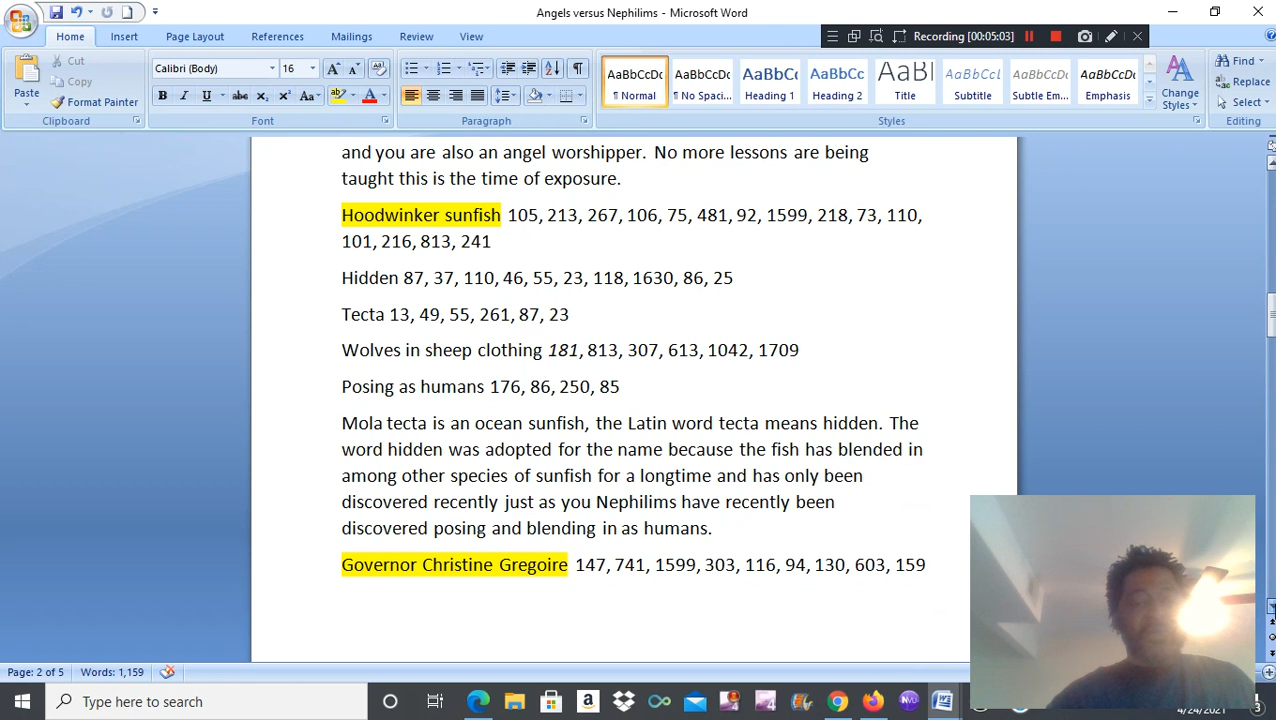 Angels versus Nephilims - Microsoft Word
Home Insert Page Layout References Mailings Review View
Recording [00:05:03]
Paste
Cut
Copy
Format Painter
Clipboard
Calibri (Body) 16
Font
Paragraph
AaBbCcDc AaBbCcDc AaBbCc AaBbCc AaBl AaBbCcL AaBbCcDc AaBbCcDc
¶ Normal ¶ No Spaci... Heading 1 Heading 2 Title Subtitle Subtle Em... Emphasis
Styles
Change Styles
Find
Replace
Select
Editing
and you are also an angel worshipper. No more lessons are being
taught this is the time of exposure.
Hoodwinker sunfish 105, 213, 267, 106, 75, 481, 92, 1599, 218, 73, 110,
101, 216, 813, 241
Hidden 87, 37, 110, 46, 55, 23, 118, 1630, 86, 25
Tecta 13, 49, 55, 261, 87, 23
Wolves in sheep clothing 181, 813, 307, 613, 1042, 1709
Posing as humans 176, 86, 250, 85
Mola tecta is an ocean sunfish, the Latin word tecta means hidden. The
word hidden was adopted for the name because the fish has blended in
among other species of sunfish for a longtime and has only been
discovered recently just as you Nephilims have recently been
discovered posing and blending in as humans.
Governor Christine Gregoire 147, 741, 1599, 303, 116, 94, 130, 603, 159
Page: 2 of 5 Words: 1,159
Type here to search
4/24/2021